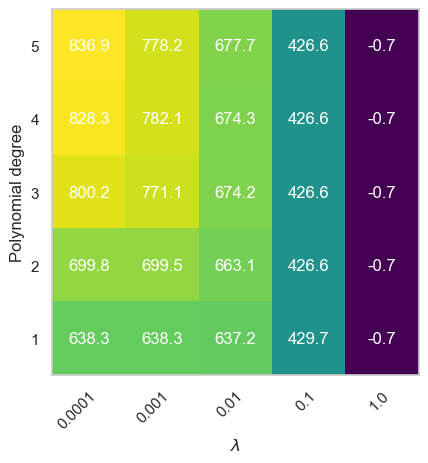 Polynomial degree
5 836.9 778.2 677.7 426.6 -0.7
4 828.3 782.1 674.3 426.6 -0.7
3 800.2 771.1 674.2 426.6 -0.7
2 699.8 699.5 663.1 426.6 -0.7
1 638.3 638.3 637.2 429.7 -0.7
0.0001 0.001 0.01 0.1 1.0
λ